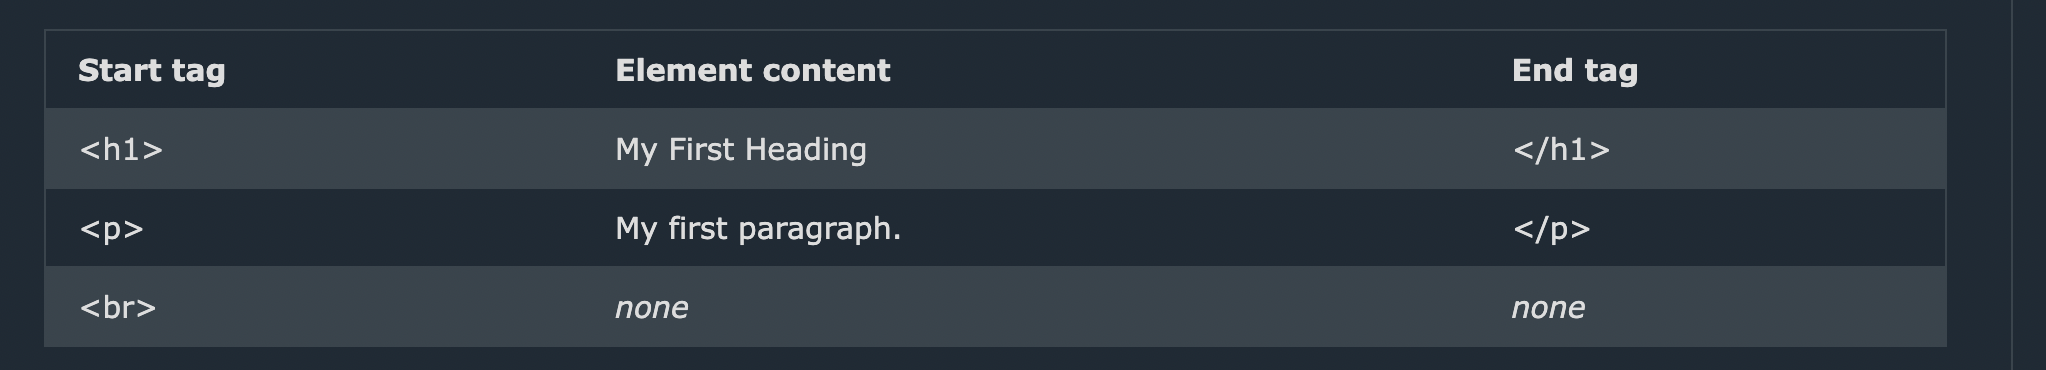 Start tag Element content End tag
<h1> My First Heading </h1>
<p> My first paragraph. </p>
<br> none none